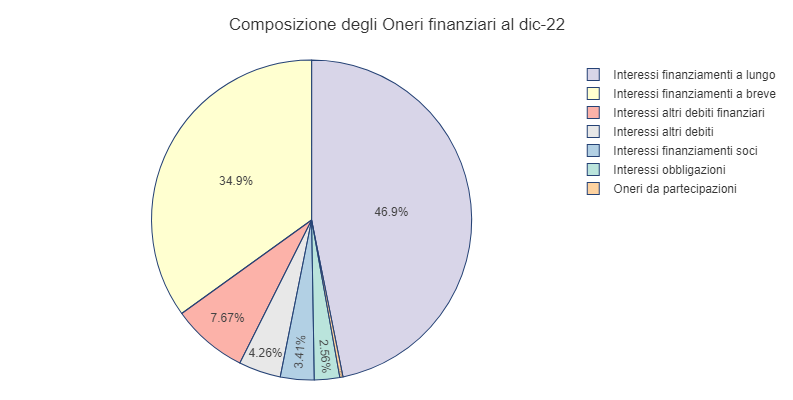 Composizione degli Oneri finanziari al dic-22
Interessi finanziamenti a lungo
Interessi finanziamenti a breve
Interessi altri debiti finanziari
Interessi altri debiti
Interessi finanziamenti soci
Interessi obbligazioni
Oneri da partecipazioni
34.9%
46.9%
7.67%
4.26%
3.41%
2.56%